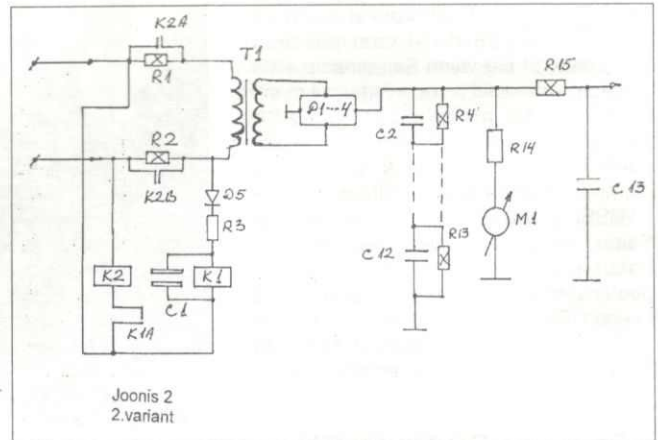 K2A
T1
R1
R15
D1---4
C2
R4
R2
R14
C13
K2B
D5
R3
M1
R13
C12
K2
K1
C1
K1A
Joonis 2
2.variant